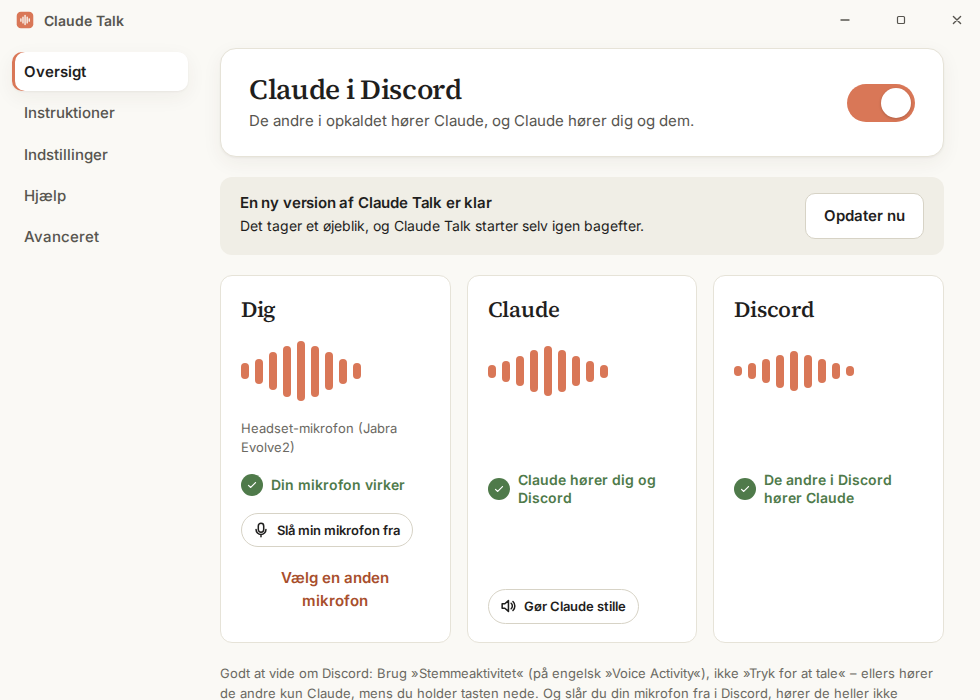 Claude Talk
Oversigt
Instruktioner
Indstillinger
Hjælp
Avanceret
Claude i Discord
De andre i opkaldet hører Claude, og Claude hører dig og dem.
En ny version af Claude Talk er klar
Det tager et øjeblik, og Claude Talk starter selv igen bagefter.
Opdater nu
Dig
Headset-mikrofon (Jabra
Evolve2)
Din mikrofon virker
Slå min mikrofon fra
Vælg en anden
mikrofon
Claude
Claude hører dig og
Discord
Gør Claude stille
Discord
De andre i Discord
hører Claude
Godt at vide om Discord: Brug »Stemmeaktivitet« (på engelsk »Voice Activity«), ikke »Tryk for at tale« – ellers hører
de andre kun Claude, mens du holder tasten nede. Og slår du din mikrofon fra i Discord, hører de heller ikke